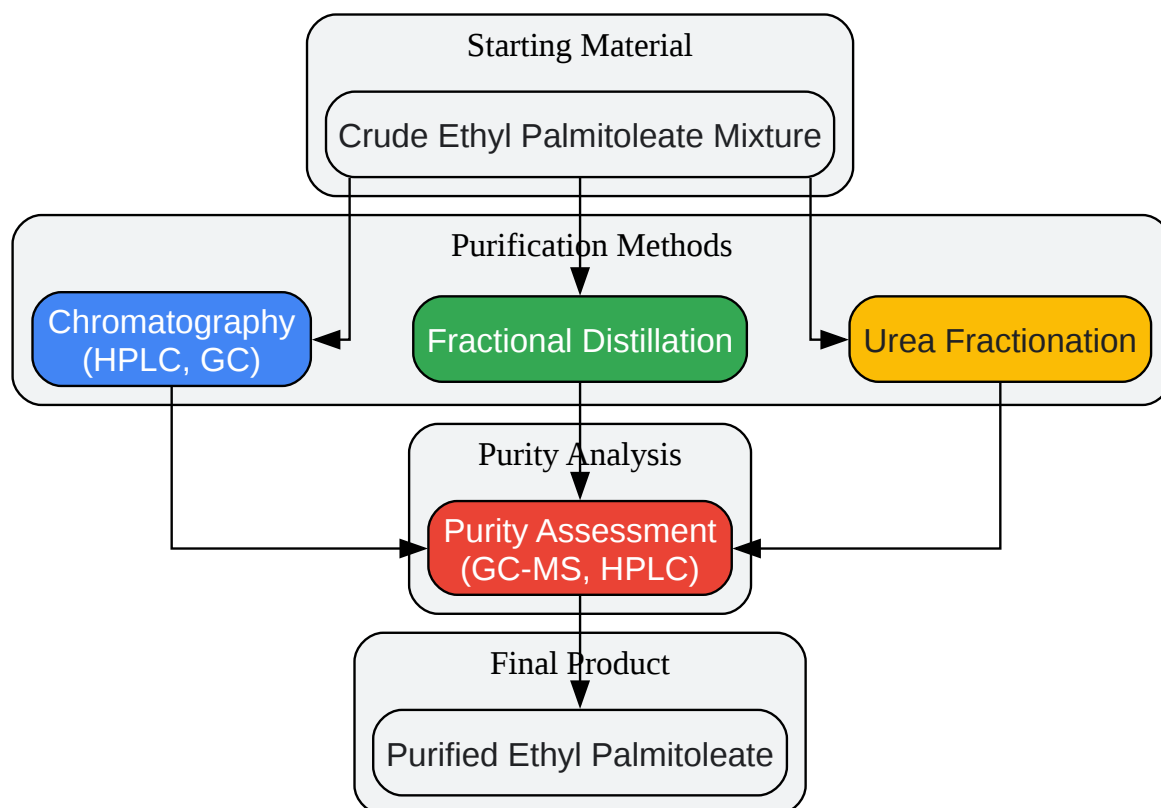 Starting Material
Crude Ethyl Palmitoleate Mixture
Purification Methods
Chromatography
(HPLC, GC)
Fractional Distillation
Urea Fractionation
Purity Analysis
Purity Assessment
(GC-MS, HPLC)
Final Product
Purified Ethyl Palmitoleate